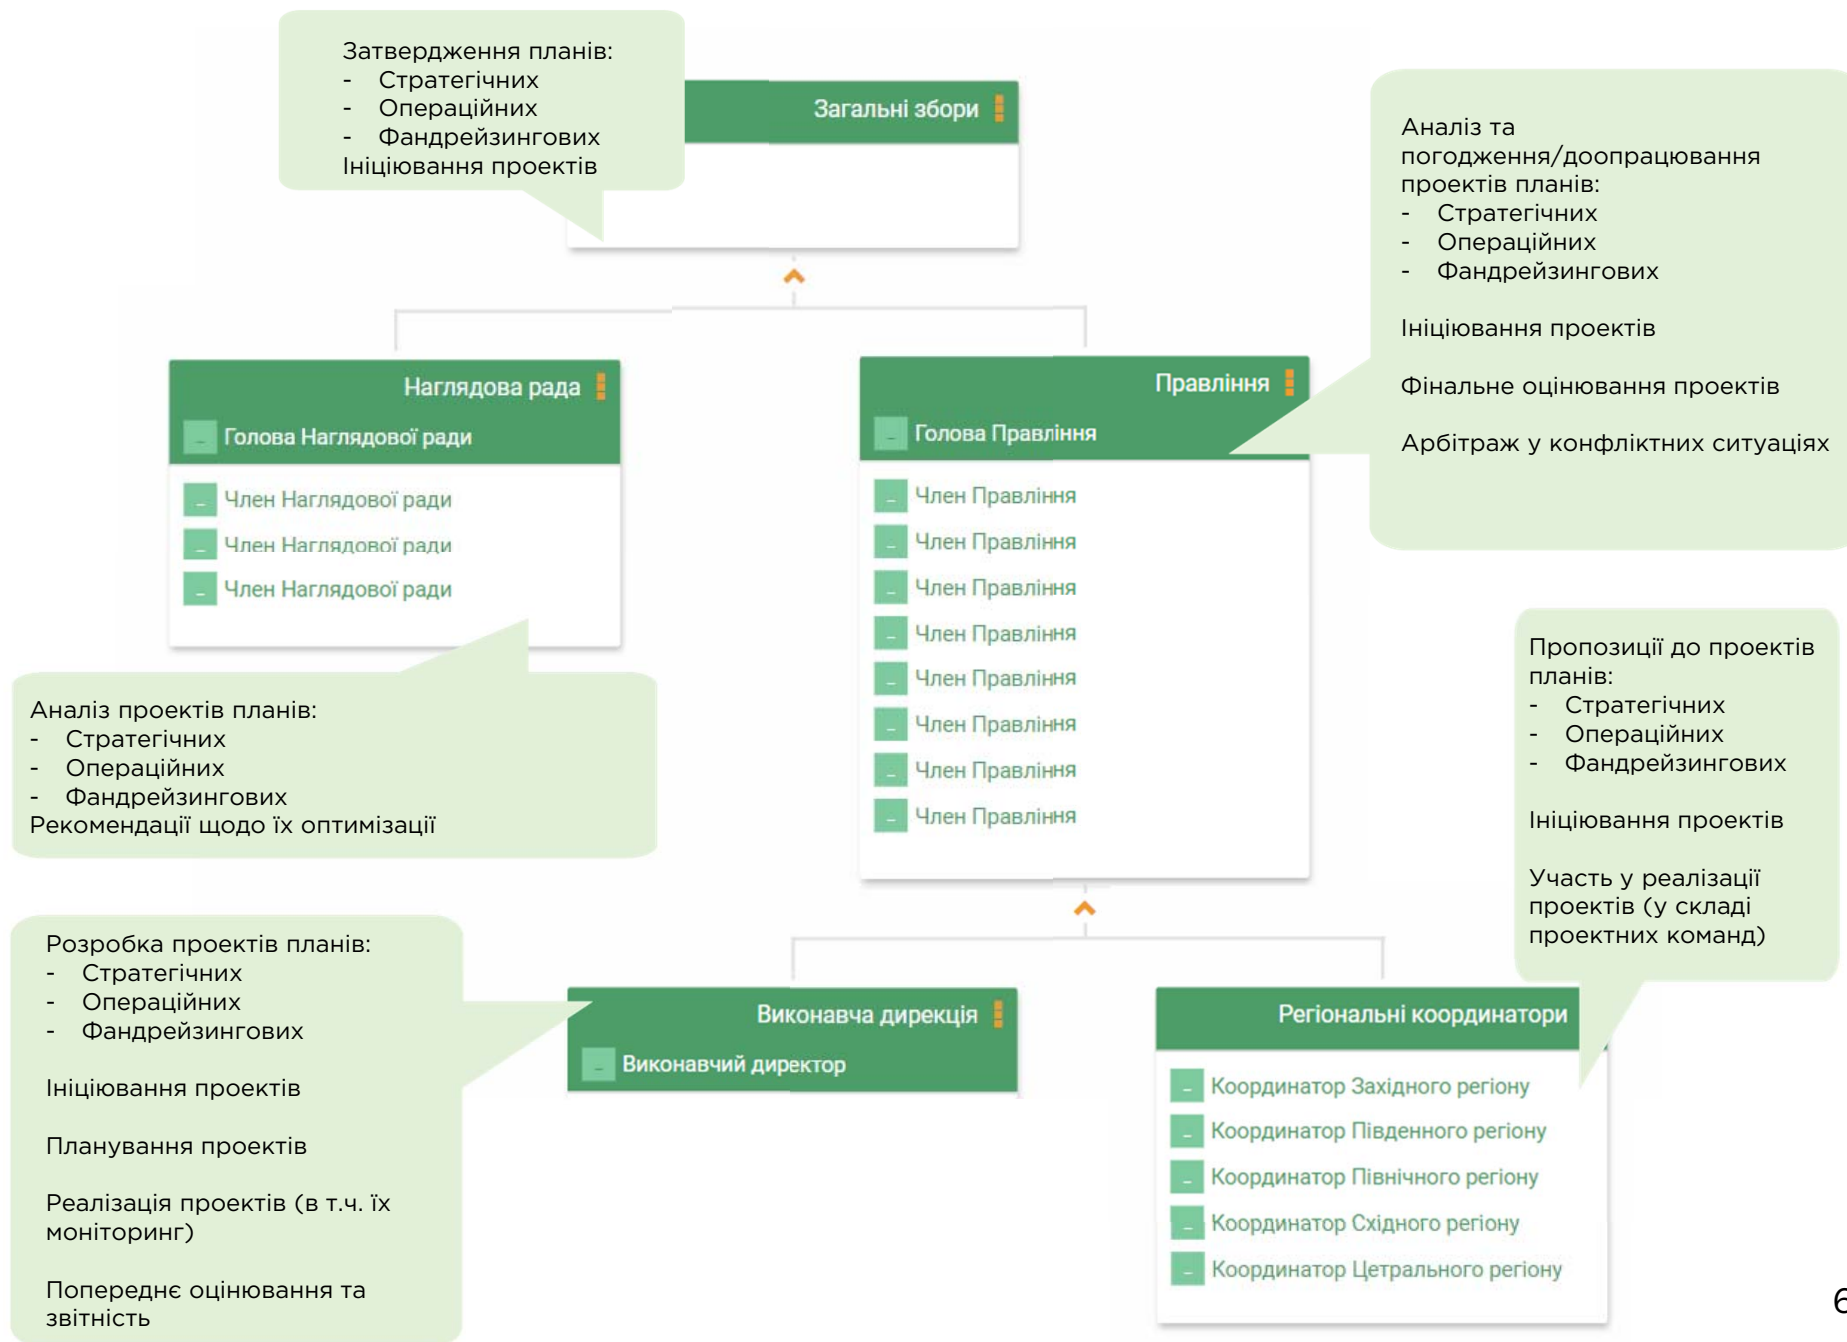 Затвердження планів:
- Стратегічних
- Операційних
- Фандрейзингових
Ініціювання проектів
Загальні збори
Аналіз та
погодження/доопрацювання
проектів планів:
- Стратегічних
- Операційних
- Фандрейзингових
Ініціювання проектів
Фінальне оцінювання проектів
Арбітраж у конфліктних ситуаціях
Наглядова рада
Голова Наглядової ради
Член Наглядової ради
Член Наглядової ради
Член Наглядової ради
Правління
Голова Правління
Член Правління
Член Правління
Член Правління
Член Правління
Член Правління
Член Правління
Член Правління
Член Правління
Аналіз проектів планів:
- Стратегічних
- Операційних
- Фандрейзингових
Рекомендації щодо їх оптимізації
Пропозиції до проектів
планів:
- Стратегічних
- Операційних
- Фандрейзингових
Ініціювання проектів
Участь у реалізації
проектів (у складі
проектних команд)
Розробка проектів планів:
- Стратегічних
- Операційних
- Фандрейзингових
Ініціювання проектів
Планування проектів
Реалізація проектів (в т.ч. їх
моніторинг)
Попереднє оцінювання та
звітність
Виконавча дирекція
Виконавчий директор
Регіональні координатори
Координатор Західного регіону
Координатор Південного регіону
Координатор Північного регіону
Координатор Східного регіону
Координатор Цетрального регіону
6